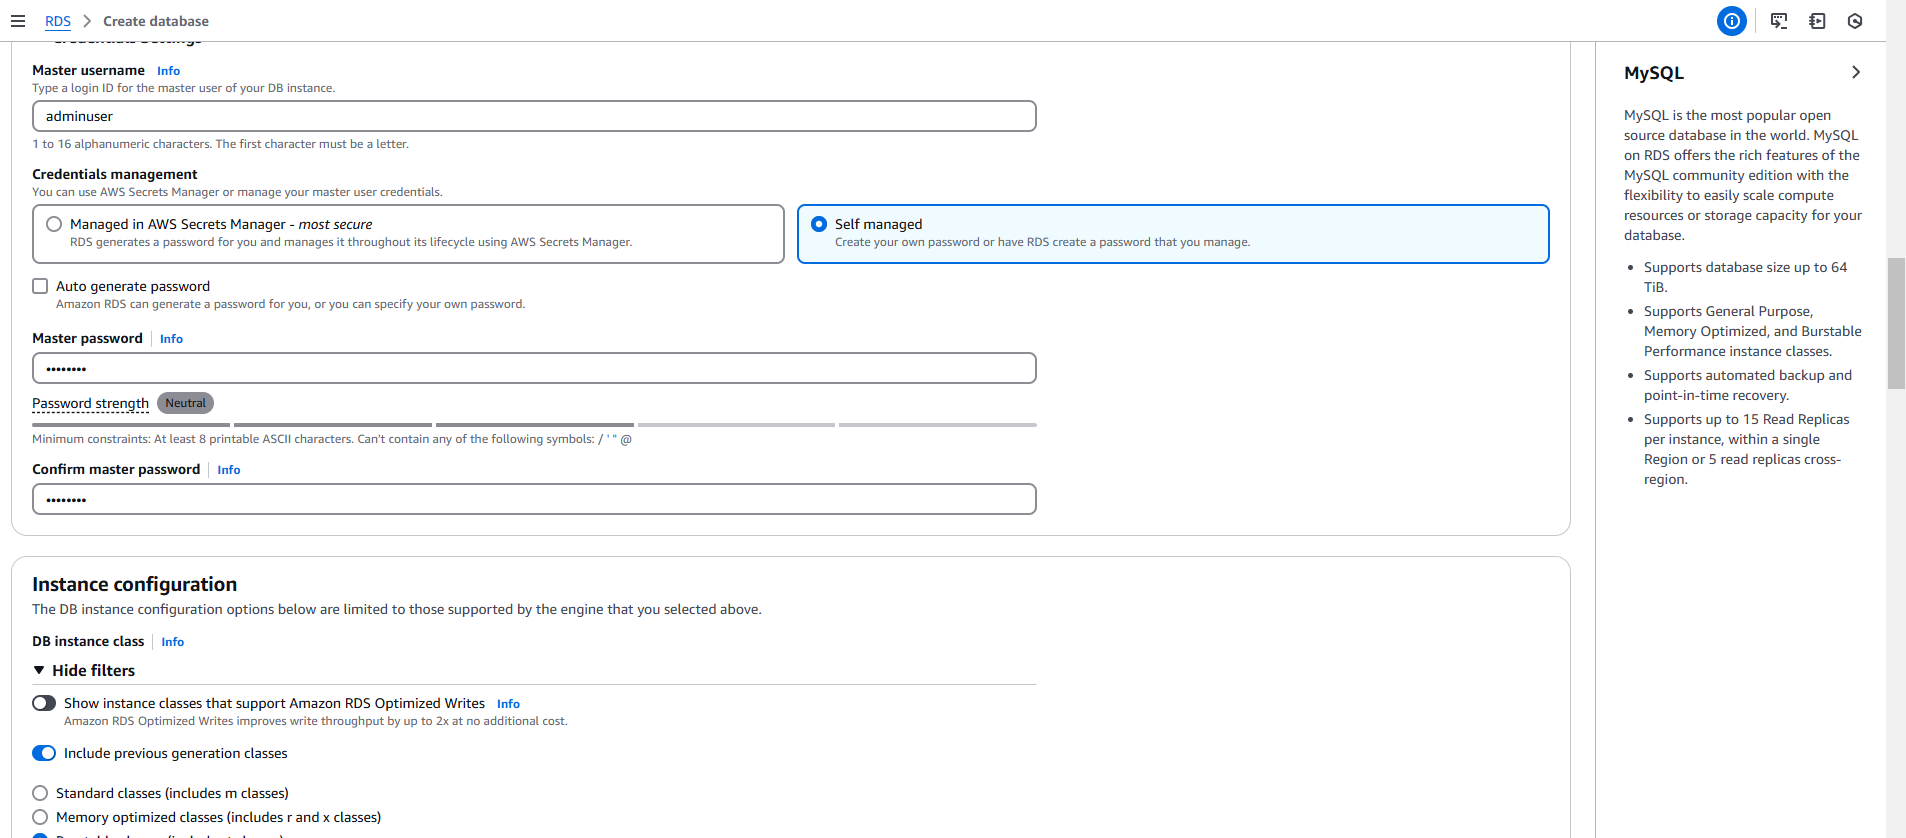 RDS
Create database
Credentials Settings
Master username Info
Type a login ID for the master user of your DB instance.
adminuser
1 to 16 alphanumeric characters. The first character must be a letter.
Credentials management
You can use AWS Secrets Manager or manage your master user credentials.
Managed in AWS Secrets Manager - most secure
RDS generates a password for you and manages it throughout its lifecycle using AWS Secrets Manager.
Self managed
Create your own password or have RDS create a password that you manage.
Auto generate password
Amazon RDS can generate a password for you, or you can specify your own password.
Master password Info
••••••••
Password strength Neutral
Minimum constraints: At least 8 printable ASCII characters. Can't contain any of the following symbols: / ' " @
Confirm master password Info
••••••••
Instance configuration
The DB instance configuration options below are limited to those supported by the engine that you selected above.
DB instance class Info
Hide filters
Show instance classes that support Amazon RDS Optimized Writes Info
Amazon RDS Optimized Writes improves write throughput by up to 2x at no additional cost.
Include previous generation classes
Standard classes (includes m classes)
Memory optimized classes (includes r and x classes)
MySQL
MySQL is the most popular open
source database in the world. MySQL
on RDS offers the rich features of the
MySQL community edition with the
flexibility to easily scale compute
resources or storage capacity for your
database.
• Supports database size up to 64
TiB.
• Supports General Purpose,
Memory Optimized, and Burstable
Performance instance classes.
• Supports automated backup and
point-in-time recovery.
• Supports up to 15 Read Replicas
per instance, within a single
Region or 5 read replicas cross-
region.